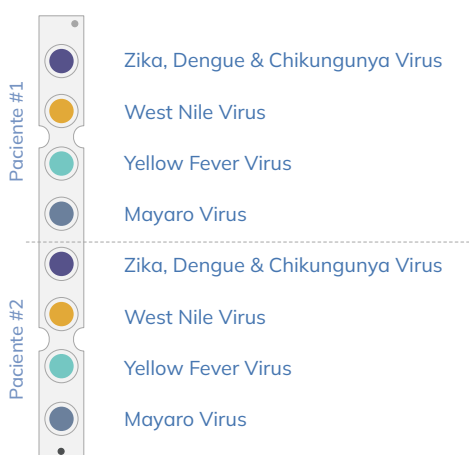 Paciente #1
Zika, Dengue & Chikungunya Virus
West Nile Virus
Yellow Fever Virus
Mayaro Virus
Paciente #2
Zika, Dengue & Chikungunya Virus
West Nile Virus
Yellow Fever Virus
Mayaro Virus